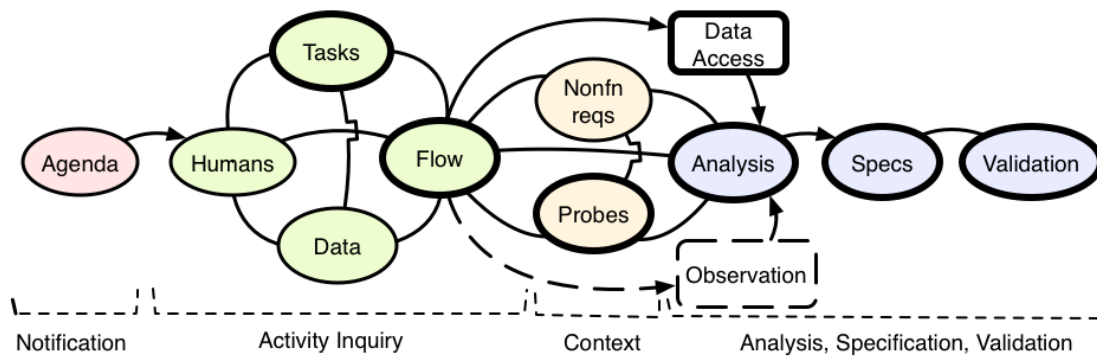 Tasks
Data
Access
Nonfn
reqs
Agenda
Humans
Flow
Analysis
Specs
Validation
Probes
Data
Observation
Notification
Activity Inquiry
Context
Analysis, Specification, Validation